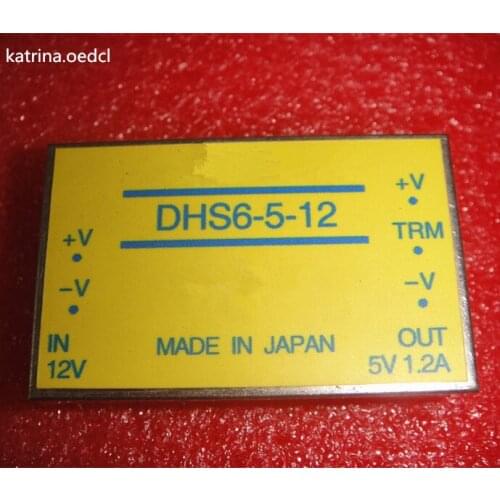 katrina.oedcl
DHS6-5-12
+V
-V
IN
12V
MADE IN JAPAN
+V
TRM
-V
OUT
5V 1.2A